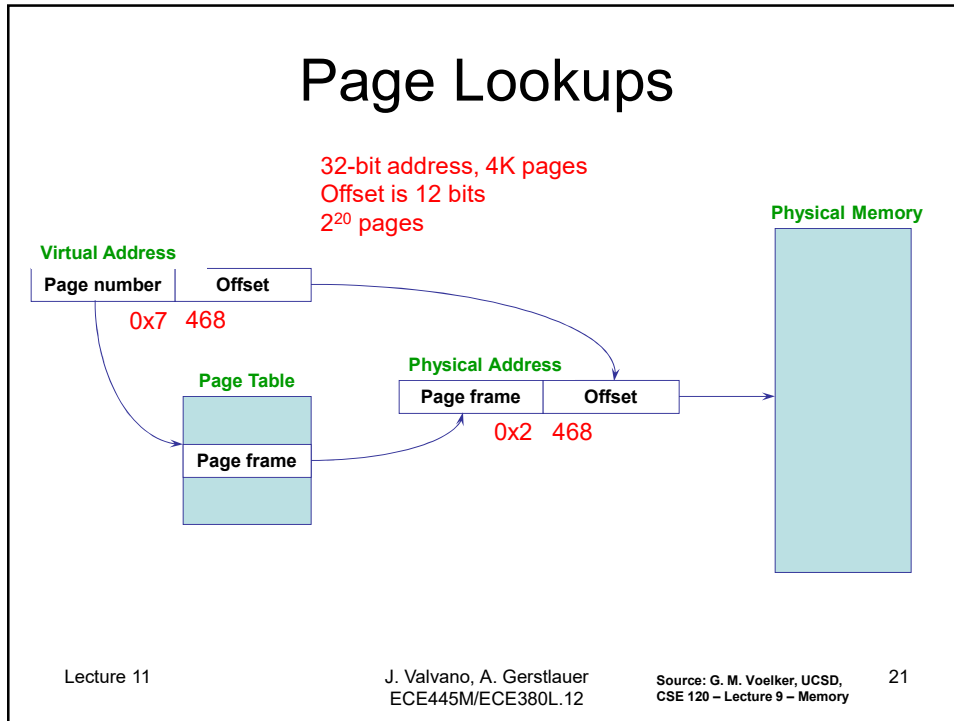 Page Lookups
32-bit address, 4K pages
Offset is 12 bits
2²⁰ pages
Physical Memory
Virtual Address
Page number Offset
0x7 468
Physical Address
Page Table
Page frame Offset
0x2 468
Page frame
Lecture 11
J. Valvano, A. Gerstlauer
ECE445M/ECE380L.12
Source: G. M. Voelker, UCSD,
CSE 120 – Lecture 9 – Memory
21